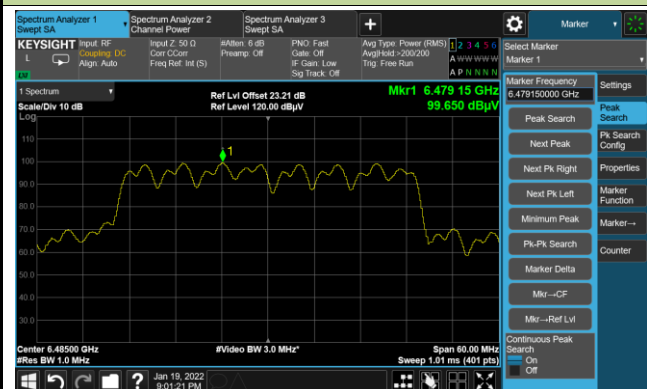 Spectrum Analyzer 1
Swept SA
Spectrum Analyzer 2
Channel Power
Spectrum Analyzer 3
Swept SA
+
Marker
KEYSIGHT
L
Input: RF
Coupling: DC
Align: Auto
Input Z: 50 Ω
Corr CCorr
Freq Ref: Int (S)
#Atten: 6 dB
Preamp: Off
PNO: Fast
Gate: Off
IF Gain: Low
Sig Track: Off
Avg Type: Power (RMS)
Avg|Hold:>200/200
Trig: Free Run
1 2 3 4 5 6
A W W W W W
A P N N N N
Select Marker
Marker 1
1 Spectrum
Scale/Div 10 dB
Ref Lvl Offset 23.21 dB
Ref Level 120.00 dBµV
Mkr1 6.479 15 GHz
99.650 dBµV
Log
110
100
90.0
80.0
70.0
60.0
50.0
40.0
30.0
1
Center 6.48500 GHz
#Res BW 1.0 MHz
#Video BW 3.0 MHz*
Span 60.00 MHz
Sweep 1.01 ms (401 pts)
Marker Frequency
6.479150000 GHz
Peak Search
Next Peak
Next Pk Right
Next Pk Left
Minimum Peak
Pk-Pk Search
Marker Delta
Mkr→CF
Mkr→Ref Lvl
Continuous Peak
Search
On
Off
Settings
Peak
Search
Pk Search
Config
Properties
Marker
Function
Marker→
Counter
?
Jan 19, 2022
9:01:21 PM